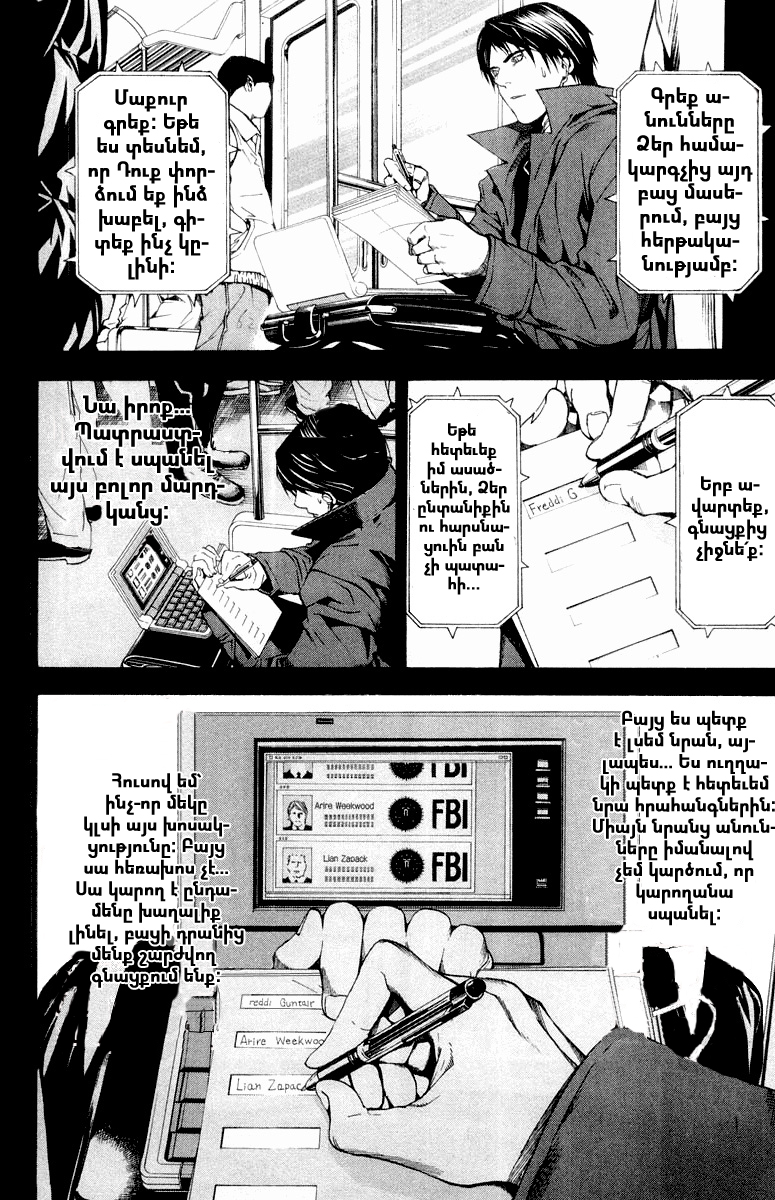 Գրեք ա-
նունները
Ձեր համա-
կարգչից այդ
բաց մասե-
րում, բայց
հերթակա-
նությամբ:
Մաքուր
գրեք: Եթե
ես տեսնեմ,
որ Դուք փոր-
ձում եք ինձ
խաբել, գի-
տեք ինչ կը-
լինի:
Երբ ա-
վարտեք,
գնացքից
չիջնե՛ք:
Freddi G
Եթե
հետեւեք
իմ ասած-
ներին, Ձեր
ընտանիքին
ու հարսնա-
ցուին բան
չի պատա-
հի...
Նա իրոք...
Պատրաստ-
վում է սպանել
այս բոլոր մարդ-
կանց:
Բայց ես պետք
է լսեմ նրան, այ-
լապես... Ես ուղղա-
կի պետք է հետեւեմ
նրա հրահանգներին:
Միայն նրանց անուն-
ները իմանալով
չեմ կարծում, որ
կարողանա
սպանել:
FBI
Arire Weekwood
FBI
Lian Zapack
FBI
Հուսով եմ՝
ինչ-որ մեկը
կլսի այս խոսակ-
ցությունը: Բայց
սա հեռախոս չէ...
Սա կարող է ընդա-
մենը խաղալիք
լինել, բացի դրանից
մենք շարժվող
գնացքում ենք:
reddi Guntair
Arire Weekwoo
Lian Zapac